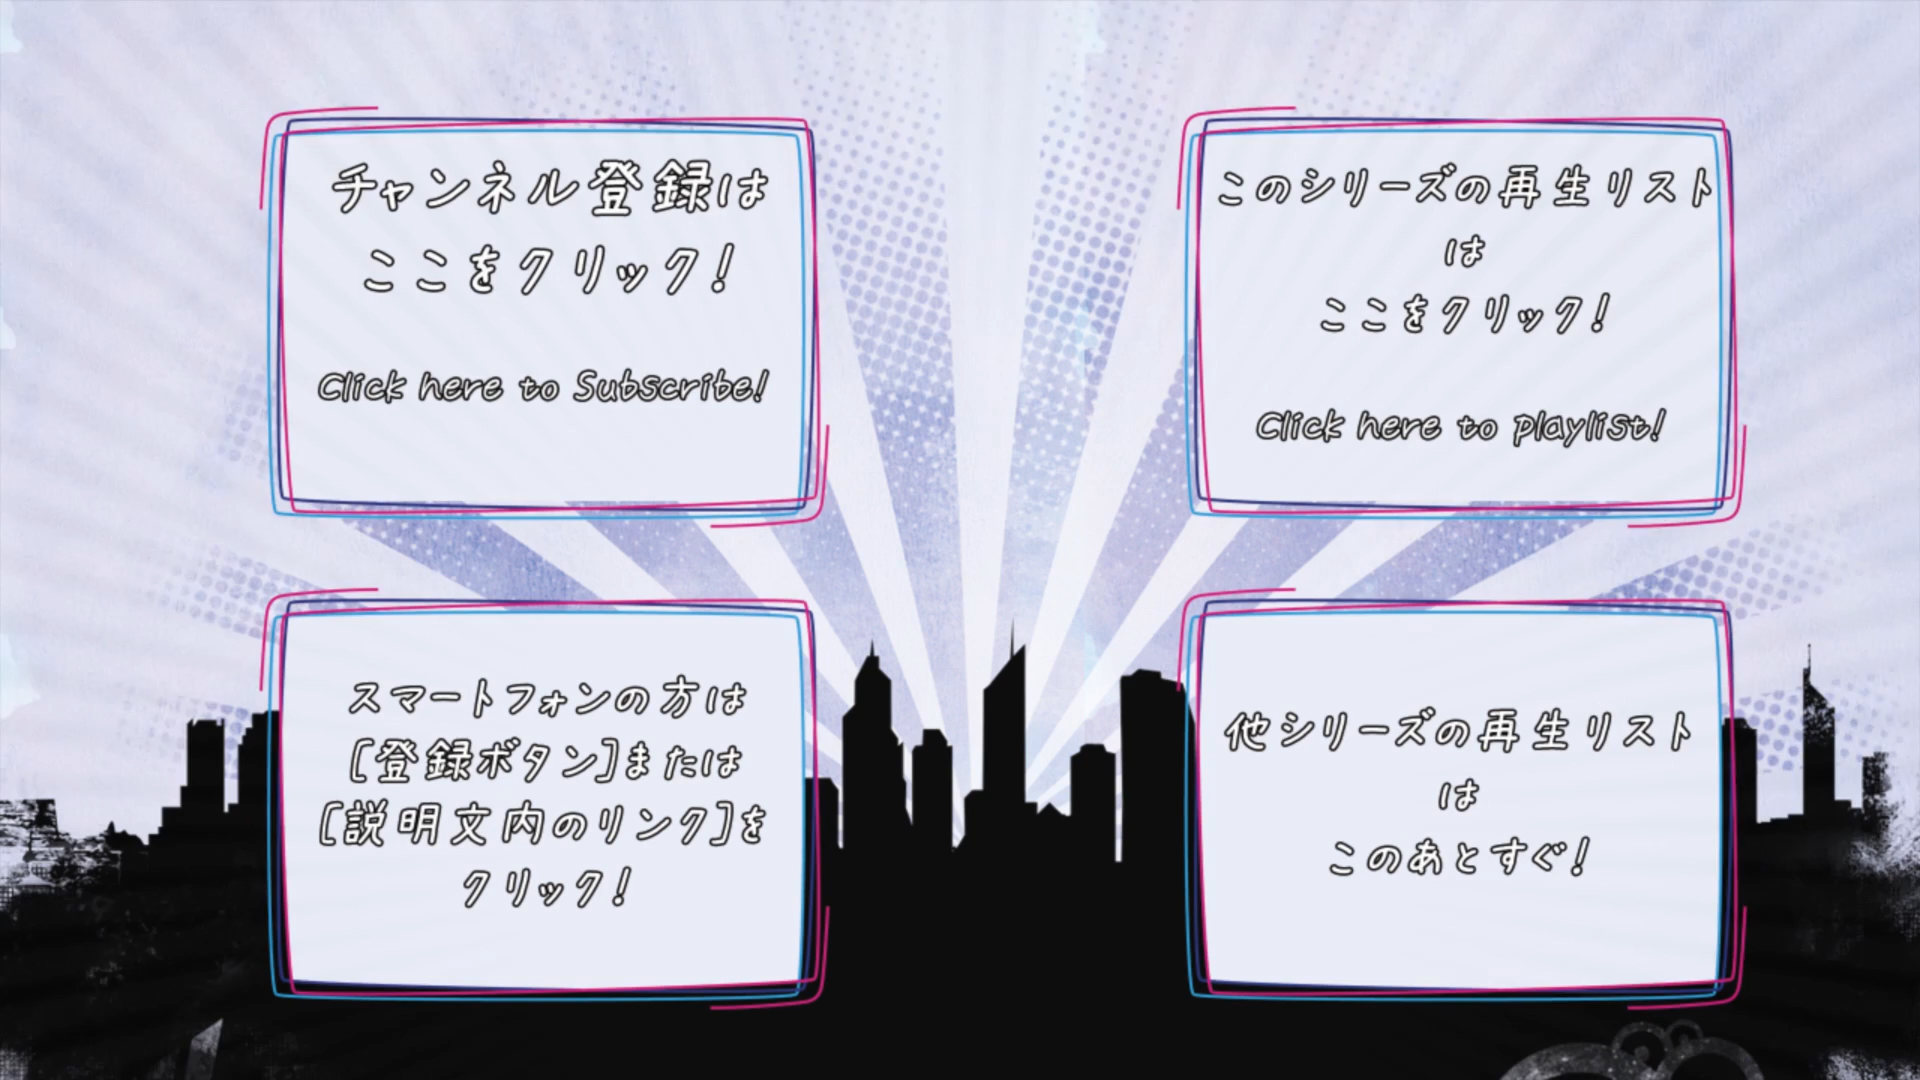 チャンネル登録は
ここをクリック!
Click here to Subscribe!
このシリーズの再生リスト
は
ここをクリック!
Click here to playlist!
スマートフォンの方は
[登録ボタン]または
[説明文内のリンク]を
クリック!
他シリーズの再生リスト
は
このあとすぐ!